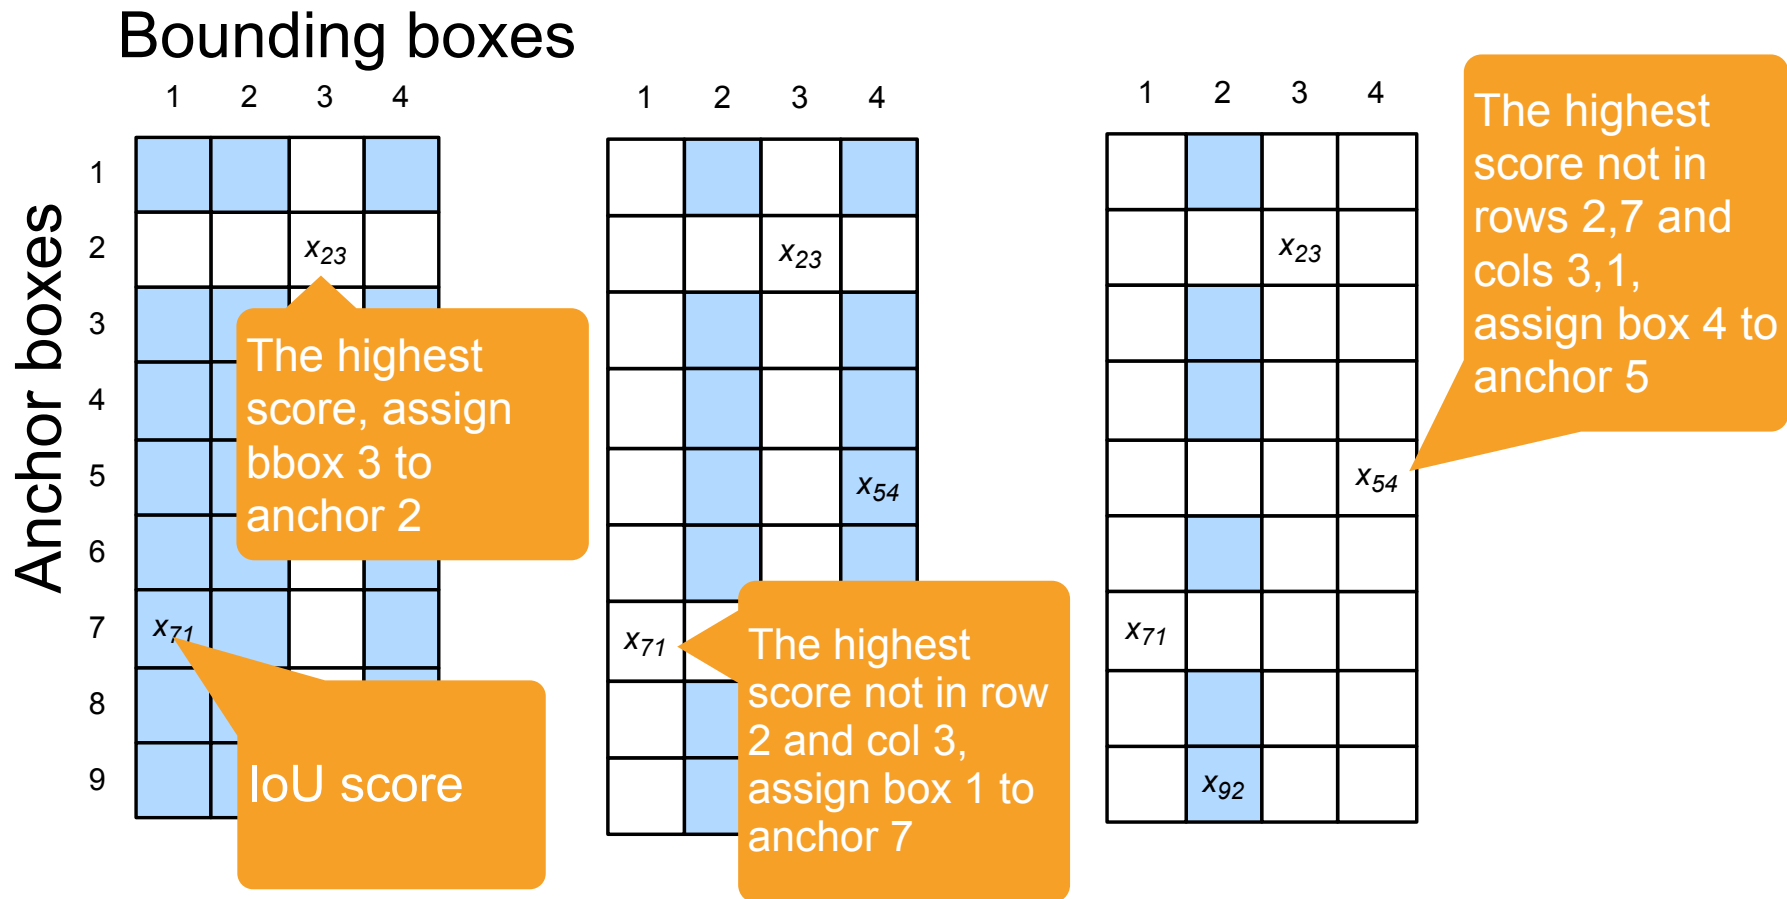 Bounding boxes
1 2 3 4
1 2 3 4
1 2 3 4
Anchor boxes
1
2
3
4
5
6
7
8
9
x23
x71
The highest
score, assign
bbox 3 to
anchor 2
IoU score
x23
x54
x71
The highest
score not in row
2 and col 3,
assign box 1 to
anchor 7
x23
x54
x71
x92
The highest
score not in
rows 2,7 and
cols 3,1,
assign box 4 to
anchor 5